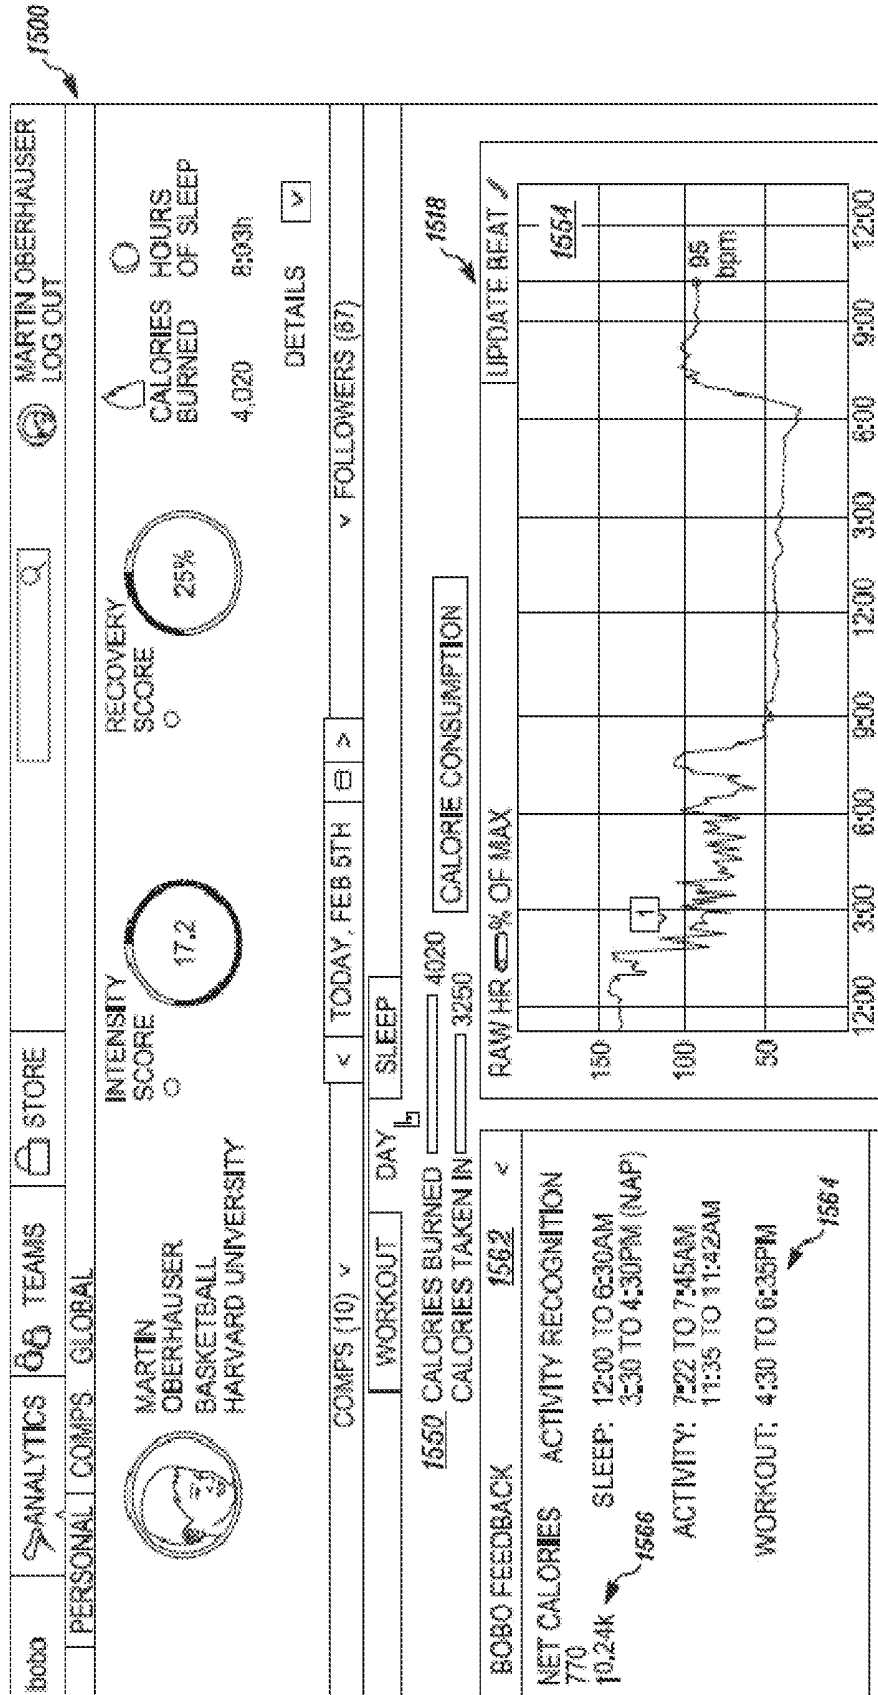 1500
bobo ANALYTICS TEAMS STORE MARTIN OBERHAUSER
LOG OUT
PERSONAL COMPS GLOBAL
MARTIN
OBERHAUSER
BASKETBALL
HARVARD UNIVERSITY
INTENSITY
SCORE
17.2
RECOVERY
SCORE
25%
CALORIES
BURNED
4,020
HOURS
OF SLEEP
8:03h
DETAILS v
COMPS (10) v < TODAY, FEB 5TH > v FOLLOWERS (87)
WORKOUT DAY SLEEP
1550 CALORIES BURNED 4020
CALORIES TAKEN IN 3250
CALORIE CONSUMPTION
1518
BOBO FEEDBACK 1562 <
NET CALORIES
770
10.24k
1566
ACTIVITY RECOGNITION
SLEEP: 12:00 TO 6:30AM
3:30 TO 4:30PM (NAP)
ACTIVITY: 7:22 TO 7:45AM
11:35 TO 11:42AM
WORKOUT: 4:30 TO 6:35PM
1564
RAW HR % OF MAX UPDATE BEAT
1554
150
100
50
1
95
bpm
12:00 3:00 6:00 9:00 12:00 3:00 6:00 9:00 12:00